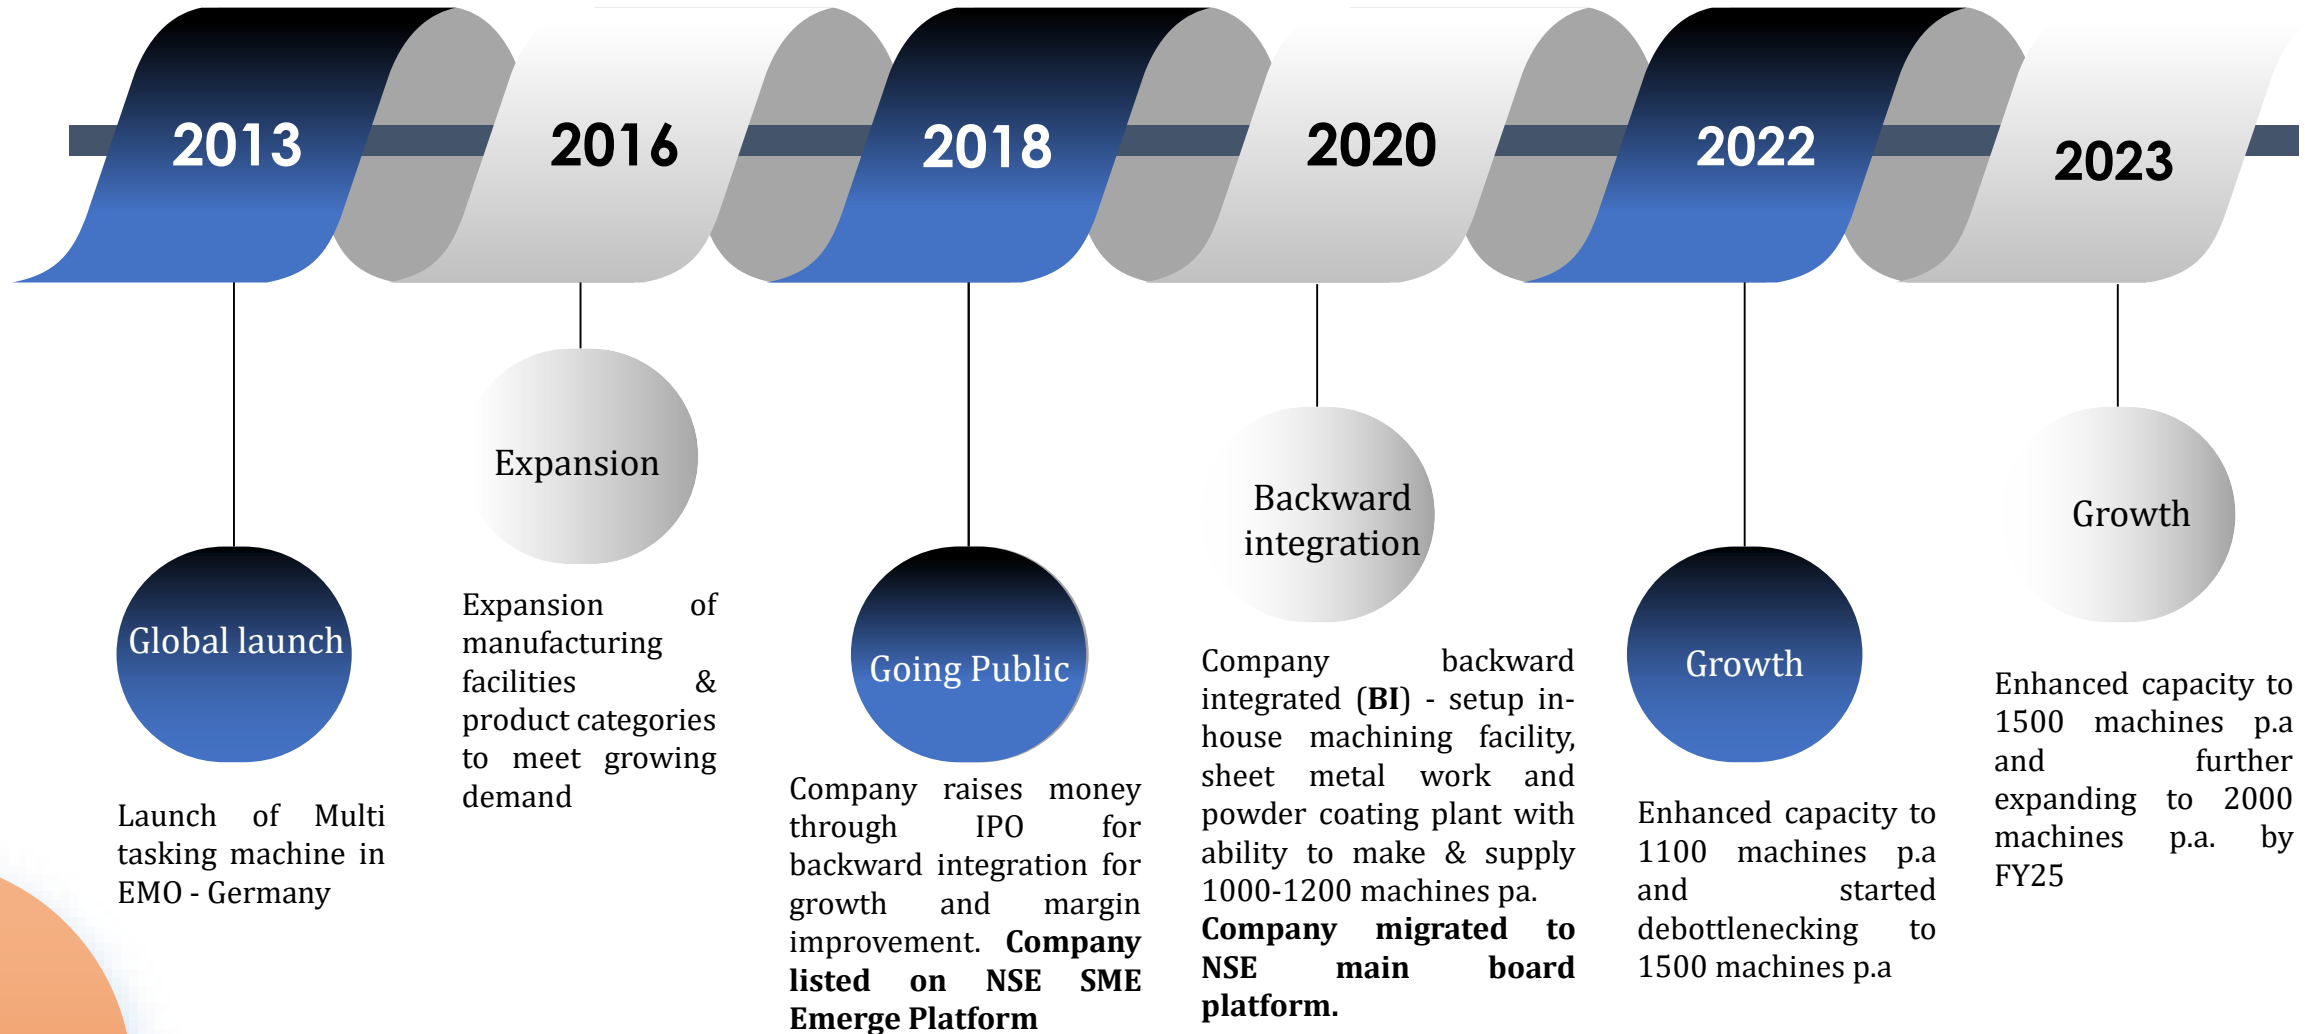 2013
2016
2018
2020
2022
2023
Global launch
Launch of Multi
tasking machine in
EMO - Germany
Expansion
Expansion of
manufacturing
facilities &
product categories
to meet growing
demand
Going Public
Company raises money
through IPO for
backward integration for
growth and margin
improvement. Company
listed on NSE SME
Emerge Platform
Backward
integration
Company backward
integrated (BI) - setup in-
house machining facility,
sheet metal work and
powder coating plant with
ability to make & supply
1000-1200 machines pa.
Company migrated to
NSE main board
platform.
Growth
Enhanced capacity to
1100 machines p.a
and started
debottlenecking to
1500 machines p.a
Growth
Enhanced capacity to
1500 machines p.a
and further
expanding to 2000
machines p.a. by
FY25